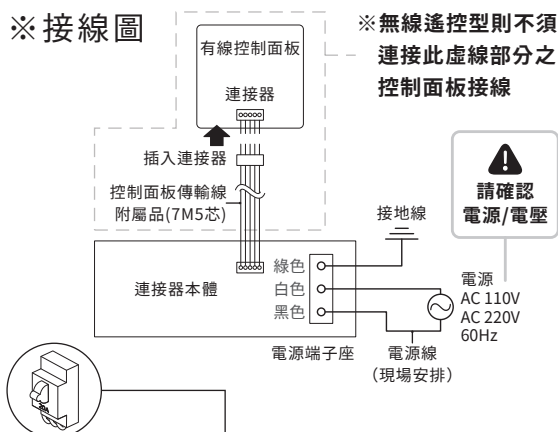 ※接線圖
※無線遙控型則不須
連接此虛線部分之
控制面板接線
有線控制面板
連接器
插入連接器
控制面板傳輸線
附屬品(7M5芯)
請確認
電源/電壓
接地線
連接器本體
綠色
白色
黑色
電源
AC 110V
AC 220V
60Hz
電源端子座
電源線
（現場安排）
20A